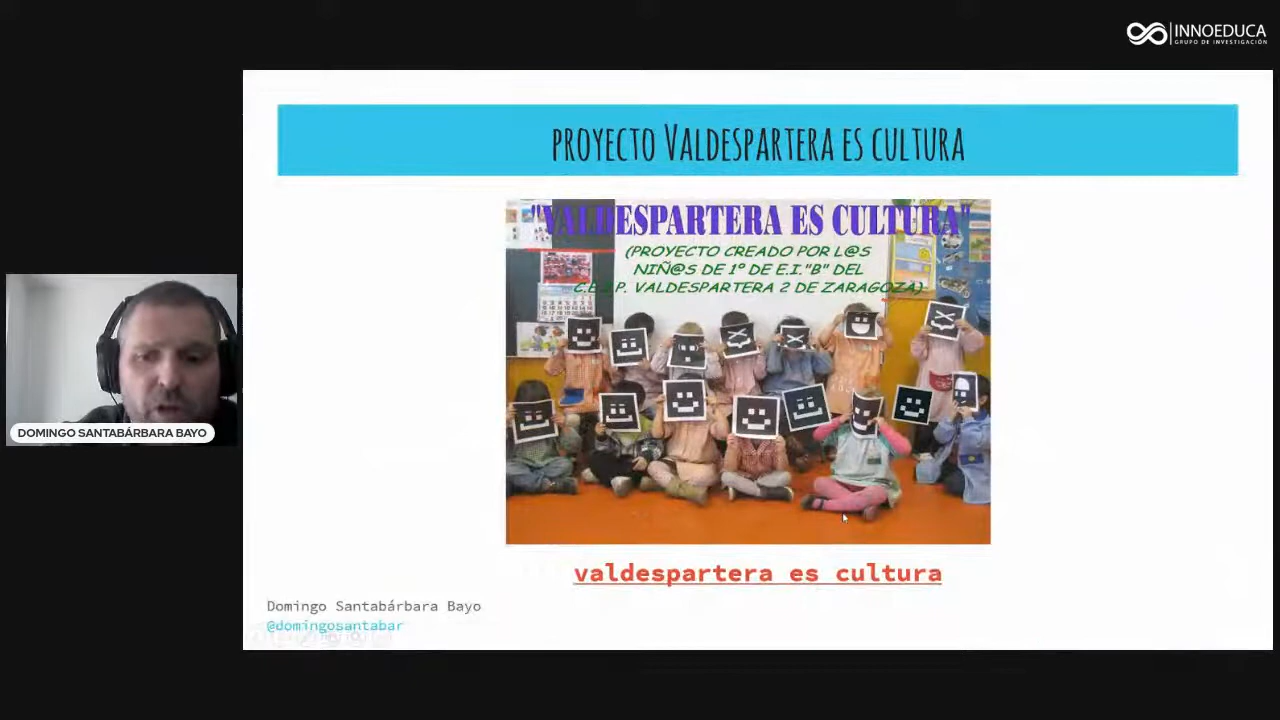 INNOEDUCA
GRUPO DE INVESTIGACIÓN
PROYECTO VALDESPARTERA ES CULTURA
"VALDESPARTERA ES CULTURA"
(PROYECTO CREADO POR L@S
NIÑ@S DE 1º DE E.I."B" DEL
C.E.I.P. VALDESPARTERA 2 DE ZARAGOZA)
valdespartera es cultura
DOMINGO SANTABÁRBARA BAYO
Domingo Santabárbara Bayo
@domingosantabar